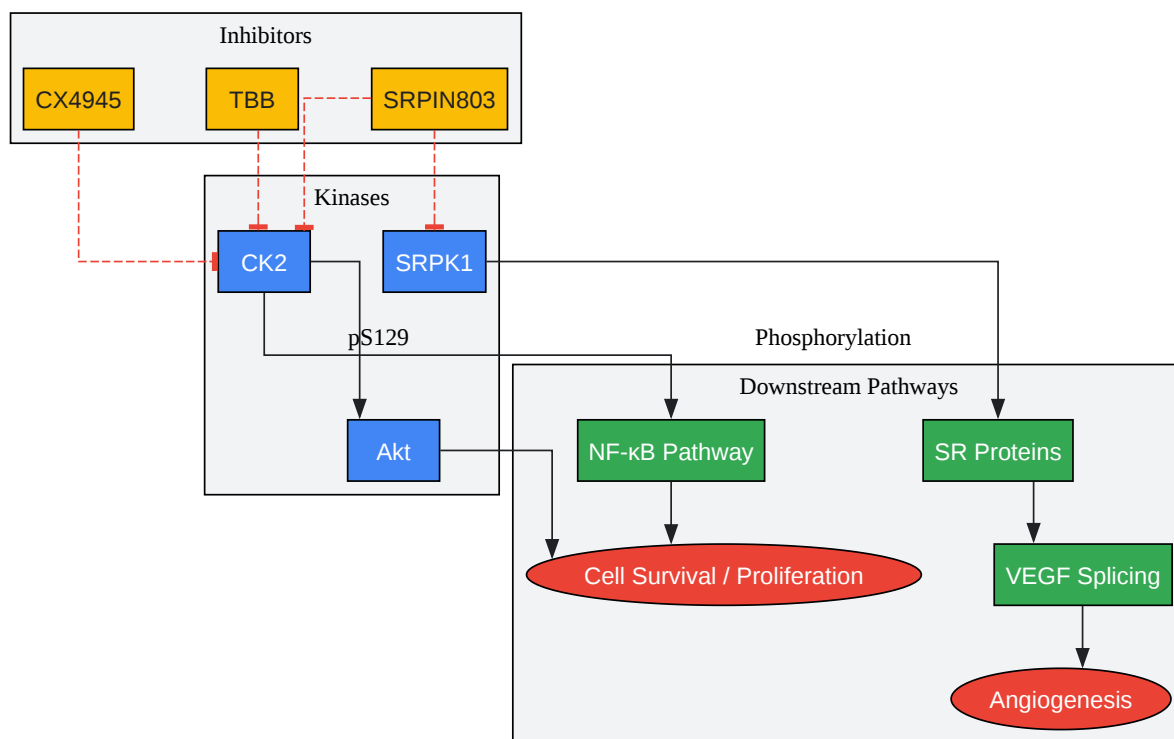 Inhibitors
CX4945
TBB
SRPIN803
Kinases
CK2
SRPK1
pS129
Phosphorylation
Downstream Pathways
Akt
NF-κB Pathway
SR Proteins
Cell Survival / Proliferation
VEGF Splicing
Angiogenesis